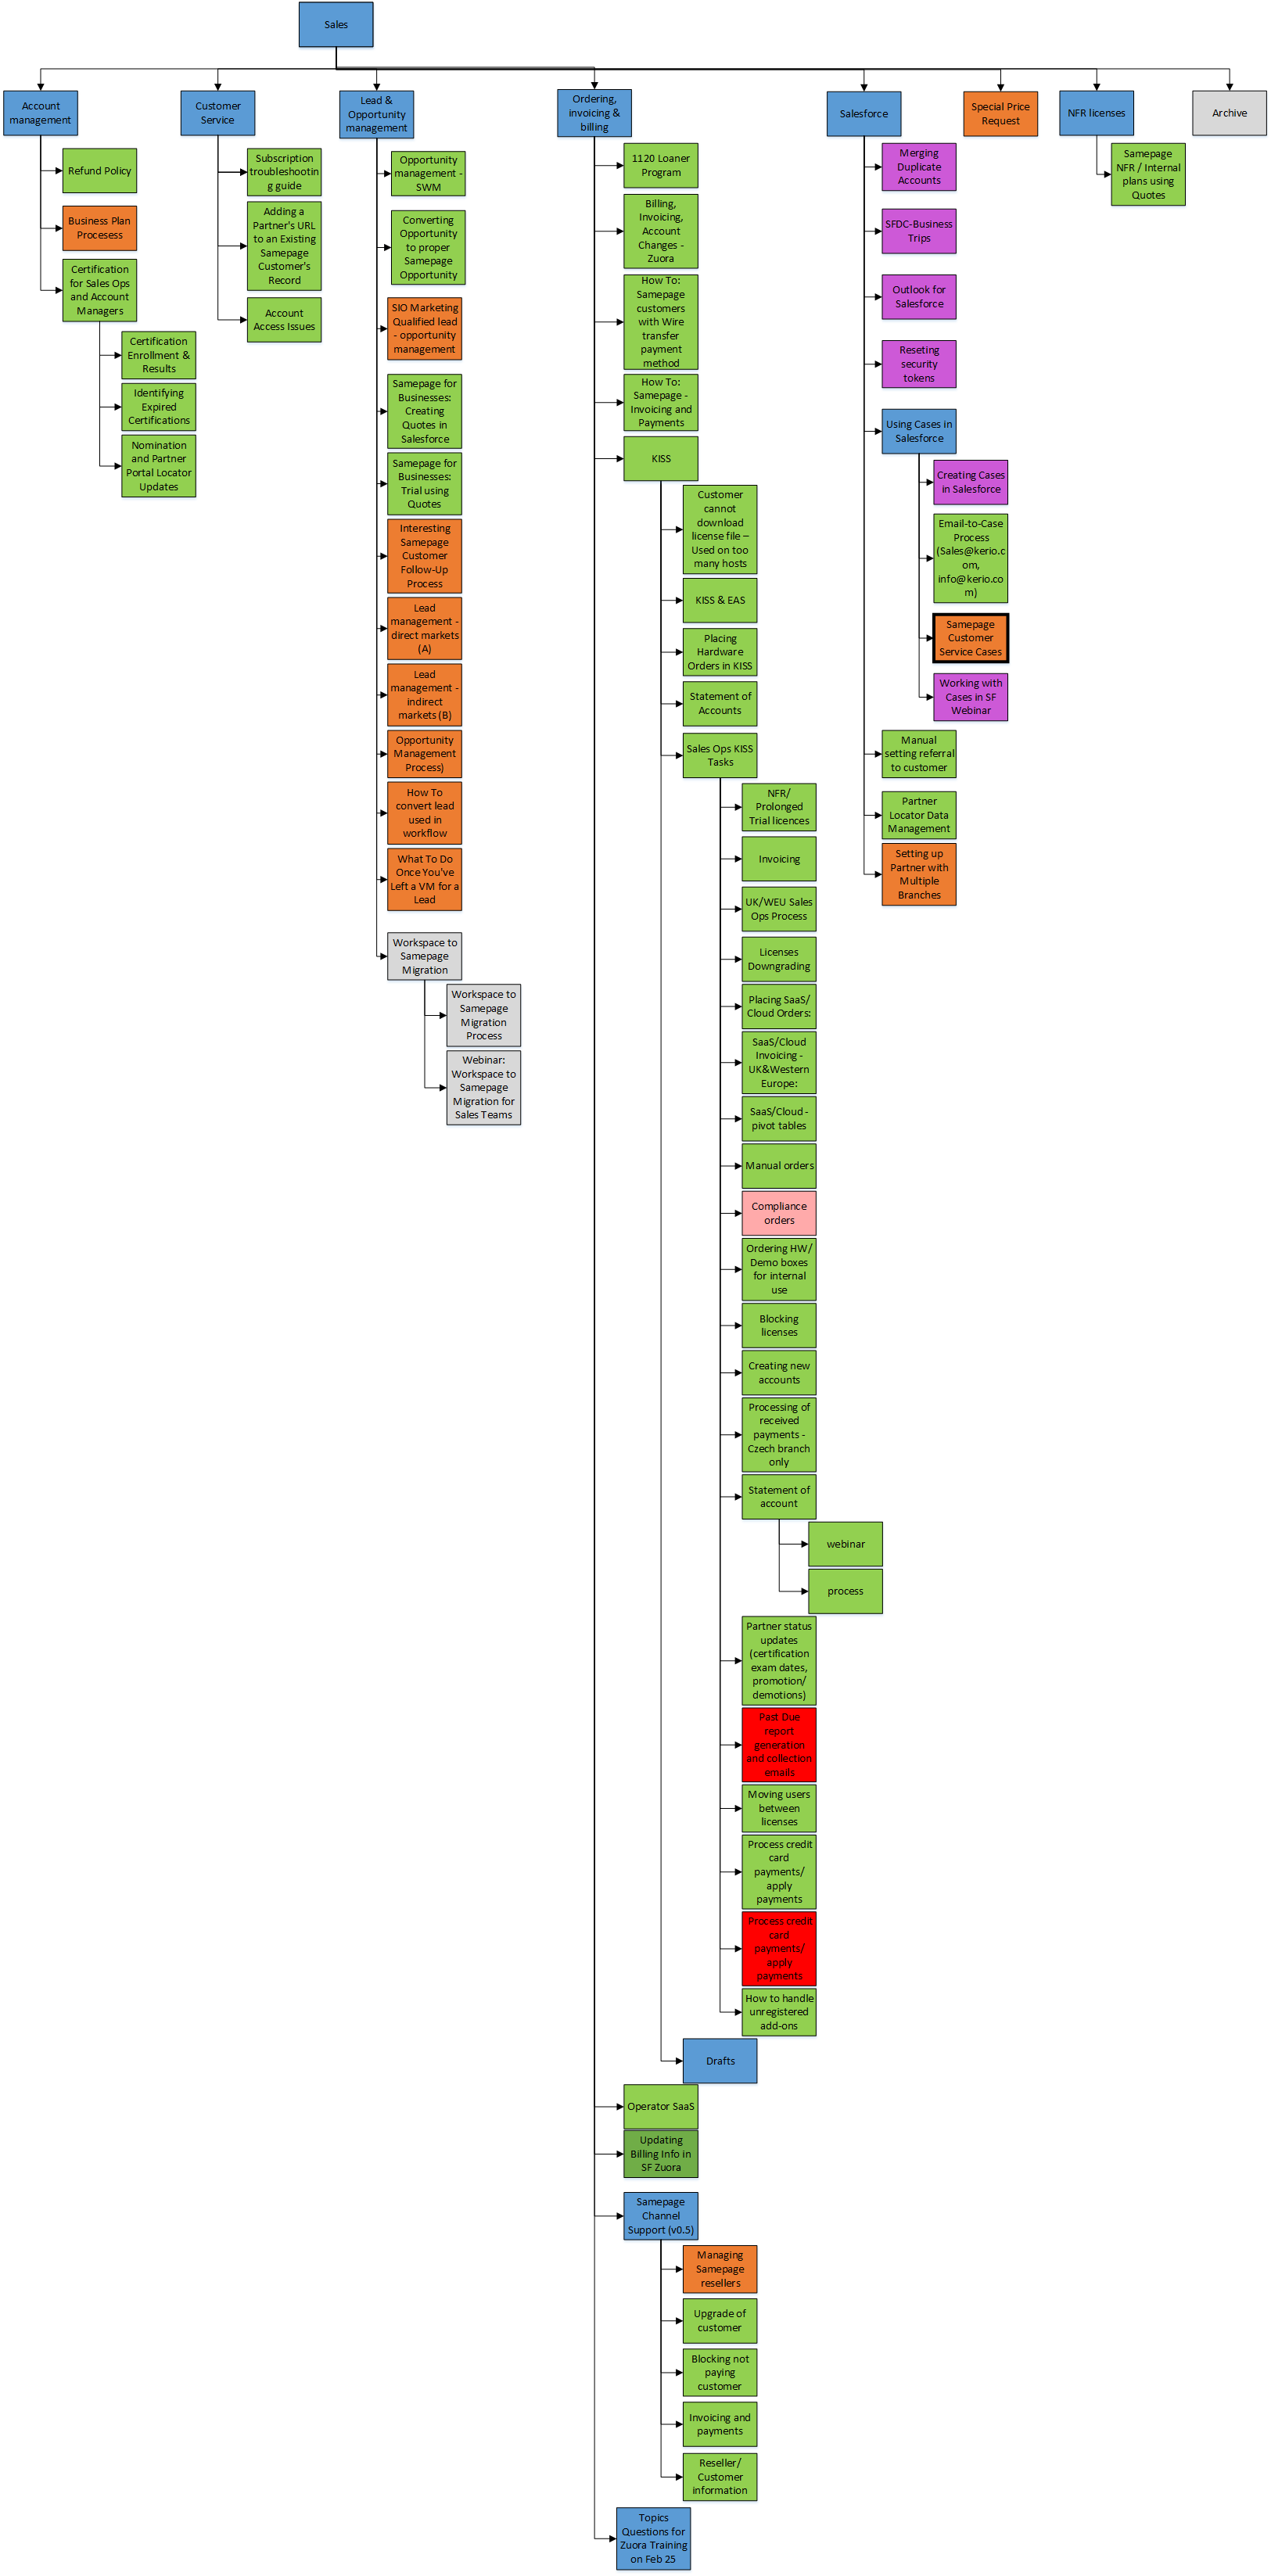 Sales
Account
management
Refund Policy
Business Plan
Procesess
Certification
for Sales Ops
and Account
Managers
Certification
Enrollment &
Results
Identifying
Expired
Certifications
Nomination
and Partner
Portal Locator
Updates
Customer
Service
Subscription
troubleshootin
g guide
Adding a
Partner's URL
to an Existing
Samepage
Customer's
Record
Account
Access Issues
Lead &
Opportunity
management
Opportunity
management -
SWM
Converting
Opportunity
to proper
Samepage
Opportunity
SIO Marketing
Qualified lead
- opportunity
management
Samepage for
Businesses:
Creating
Quotes in
Salesforce
Samepage for
Businesses:
Trial using
Quotes
Interesting
Samepage
Customer
Follow-Up
Process
Lead
management -
direct markets
(A)
Lead
management -
indirect
markets (B)
Opportunity
Management
Process)
How To
convert lead
used in
workflow
What To Do
Once You've
Left a VM for a
Lead
Workspace to
Samepage
Migration
Workspace to
Samepage
Migration
Process
Webinar:
Workspace to
Samepage
Migration for
Sales Teams
Ordering,
invoicing &
billing
1120 Loaner
Program
Billing,
Invoicing,
Account
Changes -
Zuora
How To:
Samepage
customers
with Wire
transfer
payment
method
How To:
Samepage -
Invoicing and
Payments
KISS
Customer
cannot
download
license file –
Used on too
many hosts
KISS & EAS
Placing
Hardware
Orders in KISS
Statement of
Accounts
Sales Ops KISS
Tasks
NFR/
Prolonged
Trial licences
Invoicing
UK/WEU Sales
Ops Process
Licenses
Downgrading
Placing SaaS/
Cloud Orders:
SaaS/Cloud
Invoicing -
UK&Western
Europe:
SaaS/Cloud -
pivot tables
Manual orders
Compliance
orders
Ordering HW/
Demo boxes
for internal
use
Blocking
licenses
Creating new
accounts
Processing of
received
payments -
Czech branch
only
Statement of
account
webinar
process
Partner status
updates
(certification
exam dates,
promotion/
demotions)
Past Due
report
generation
and collection
emails
Moving users
between
licenses
Process credit
card
payments/
apply
payments
Process credit
card
payments/
apply
payments
How to handle
unregistered
add-ons
Drafts
Operator SaaS
Updating
Billing Info in
SF Zuora
Samepage
Channel
Support (v0.5)
Managing
Samepage
resellers
Upgrade of
customer
Blocking not
paying
customer
Invoicing and
payments
Reseller/
Customer
information
Topics
Questions for
Zuora Training
on Feb 25
Salesforce
Merging
Duplicate
Accounts
SFDC-Business
Trips
Outlook for
Salesforce
Reseting
security
tokens
Using Cases in
Salesforce
Creating Cases
in Salesforce
Email-to-Case
Process
(Sales@kerio.c
om,
info@kerio.co
m)
Samepage
Customer
Service Cases
Working with
Cases in SF
Webinar
Manual
setting referral
to customer
Partner
Locator Data
Management
Setting up
Partner with
Multiple
Branches
Special Price
Request
NFR licenses
Samepage
NFR / Internal
plans using
Quotes
Archive